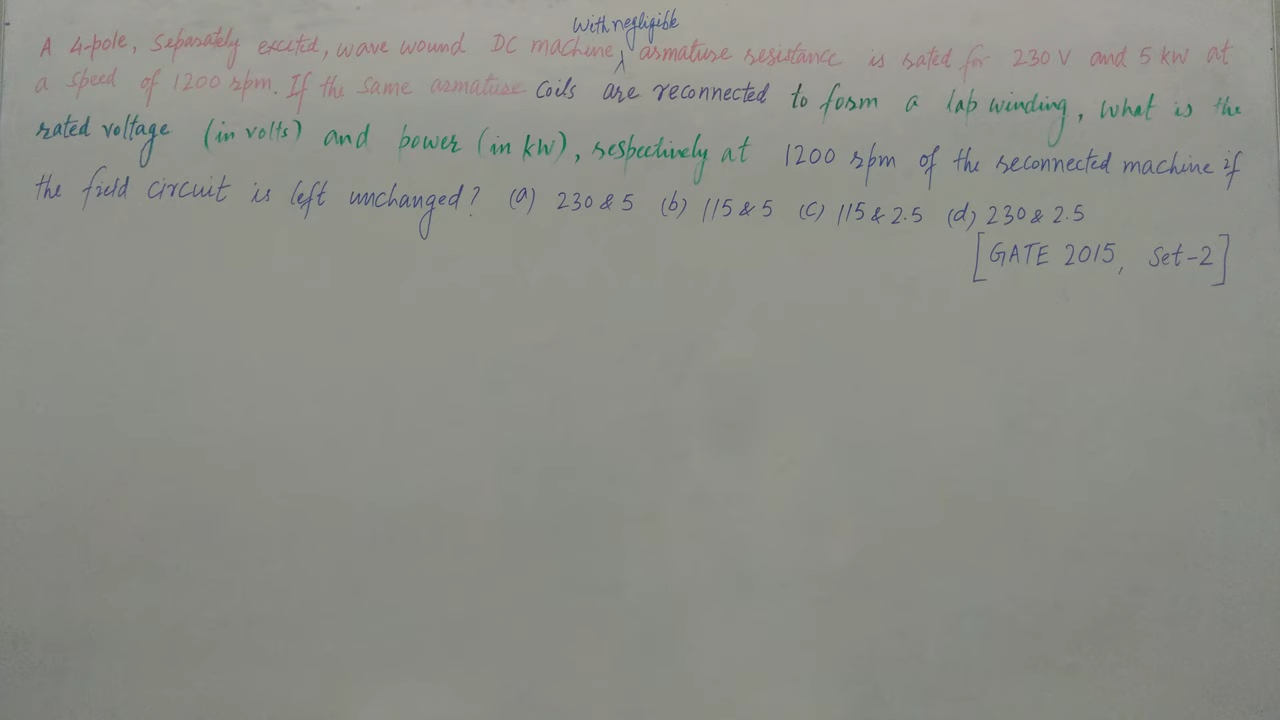 with negligible
A 4-pole, separately excited, wave wound DC machine, armature resistance is rated for 230 V and 5 kW at
a speed of 1200 rpm. If the same armature coils are reconnected to form a lap winding, what is the
rated voltage (in volts) and power (in kW), respectively at 1200 rpm of the reconnected machine if
the field circuit is left unchanged? (a) 230 & 5 (b) 115 & 5 (c) 115 & 2.5 (d) 230 & 2.5
[GATE 2015, Set-2]